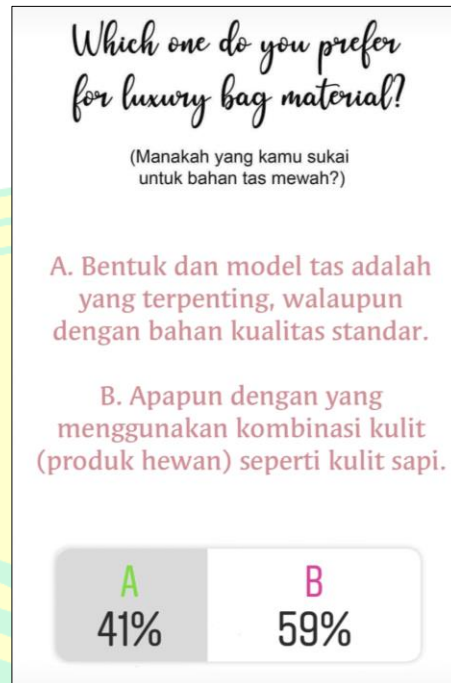 Which one do you prefer
for luxury bag material?
(Manakah yang kamu sukai
untuk bahan tas mewah?)
A. Bentuk dan model tas adalah
yang terpenting, walaupun
dengan bahan kualitas standar.
B. Apapun dengan yang
menggunakan kombinasi kulit
(produk hewan) seperti kulit sapi.
A B
41% 59%